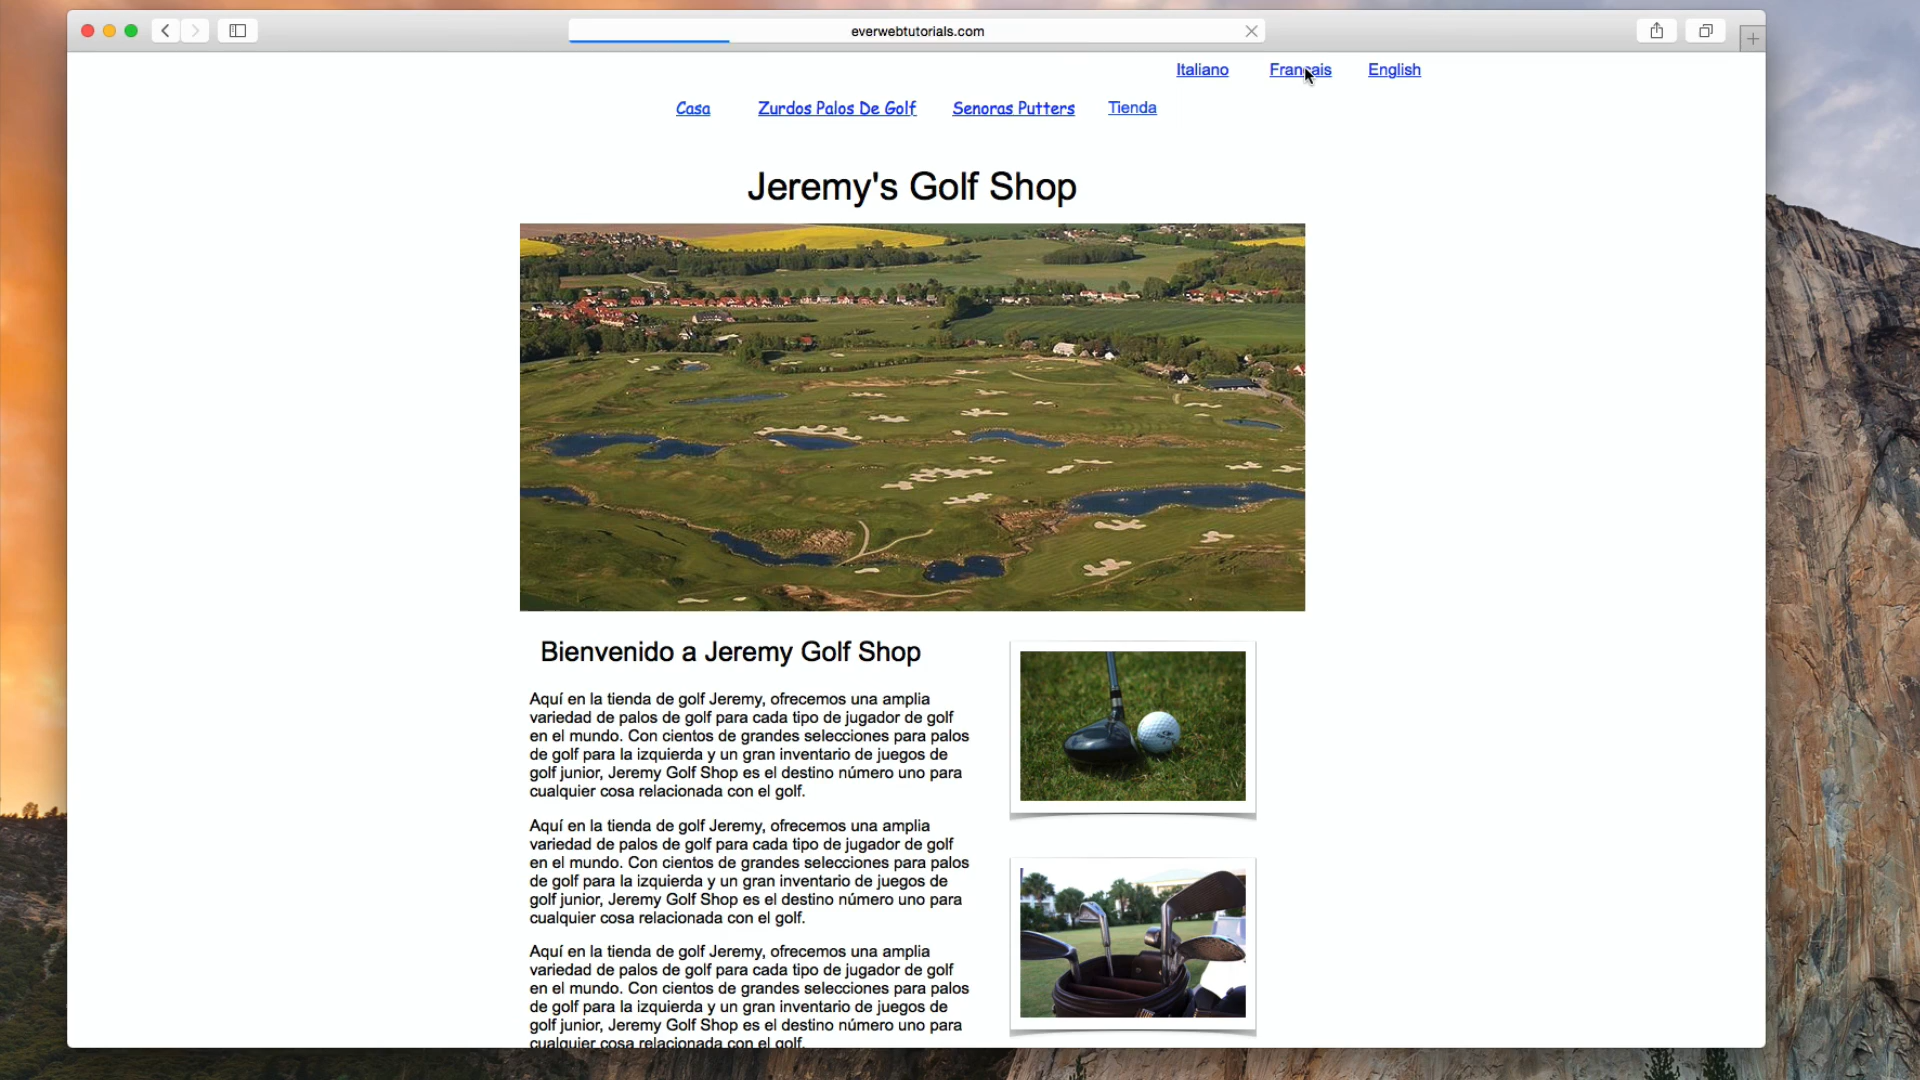 everwebtutorials.com
Italiano Français English
Casa Zurdos Palos De Golf Senoras Putters Tienda
Jeremy's Golf Shop
Bienvenido a Jeremy Golf Shop
Aquí en la tienda de golf Jeremy, ofrecemos una amplia
variedad de palos de golf para cada tipo de jugador de golf
en el mundo. Con cientos de grandes selecciones para palos
de golf para la izquierda y un gran inventario de juegos de
golf junior, Jeremy Golf Shop es el destino número uno para
cualquier cosa relacionada con el golf.
Aquí en la tienda de golf Jeremy, ofrecemos una amplia
variedad de palos de golf para cada tipo de jugador de golf
en el mundo. Con cientos de grandes selecciones para palos
de golf para la izquierda y un gran inventario de juegos de
golf junior, Jeremy Golf Shop es el destino número uno para
cualquier cosa relacionada con el golf.
Aquí en la tienda de golf Jeremy, ofrecemos una amplia
variedad de palos de golf para cada tipo de jugador de golf
en el mundo. Con cientos de grandes selecciones para palos
de golf para la izquierda y un gran inventario de juegos de
golf junior, Jeremy Golf Shop es el destino número uno para
cualquier cosa relacionada con el golf.